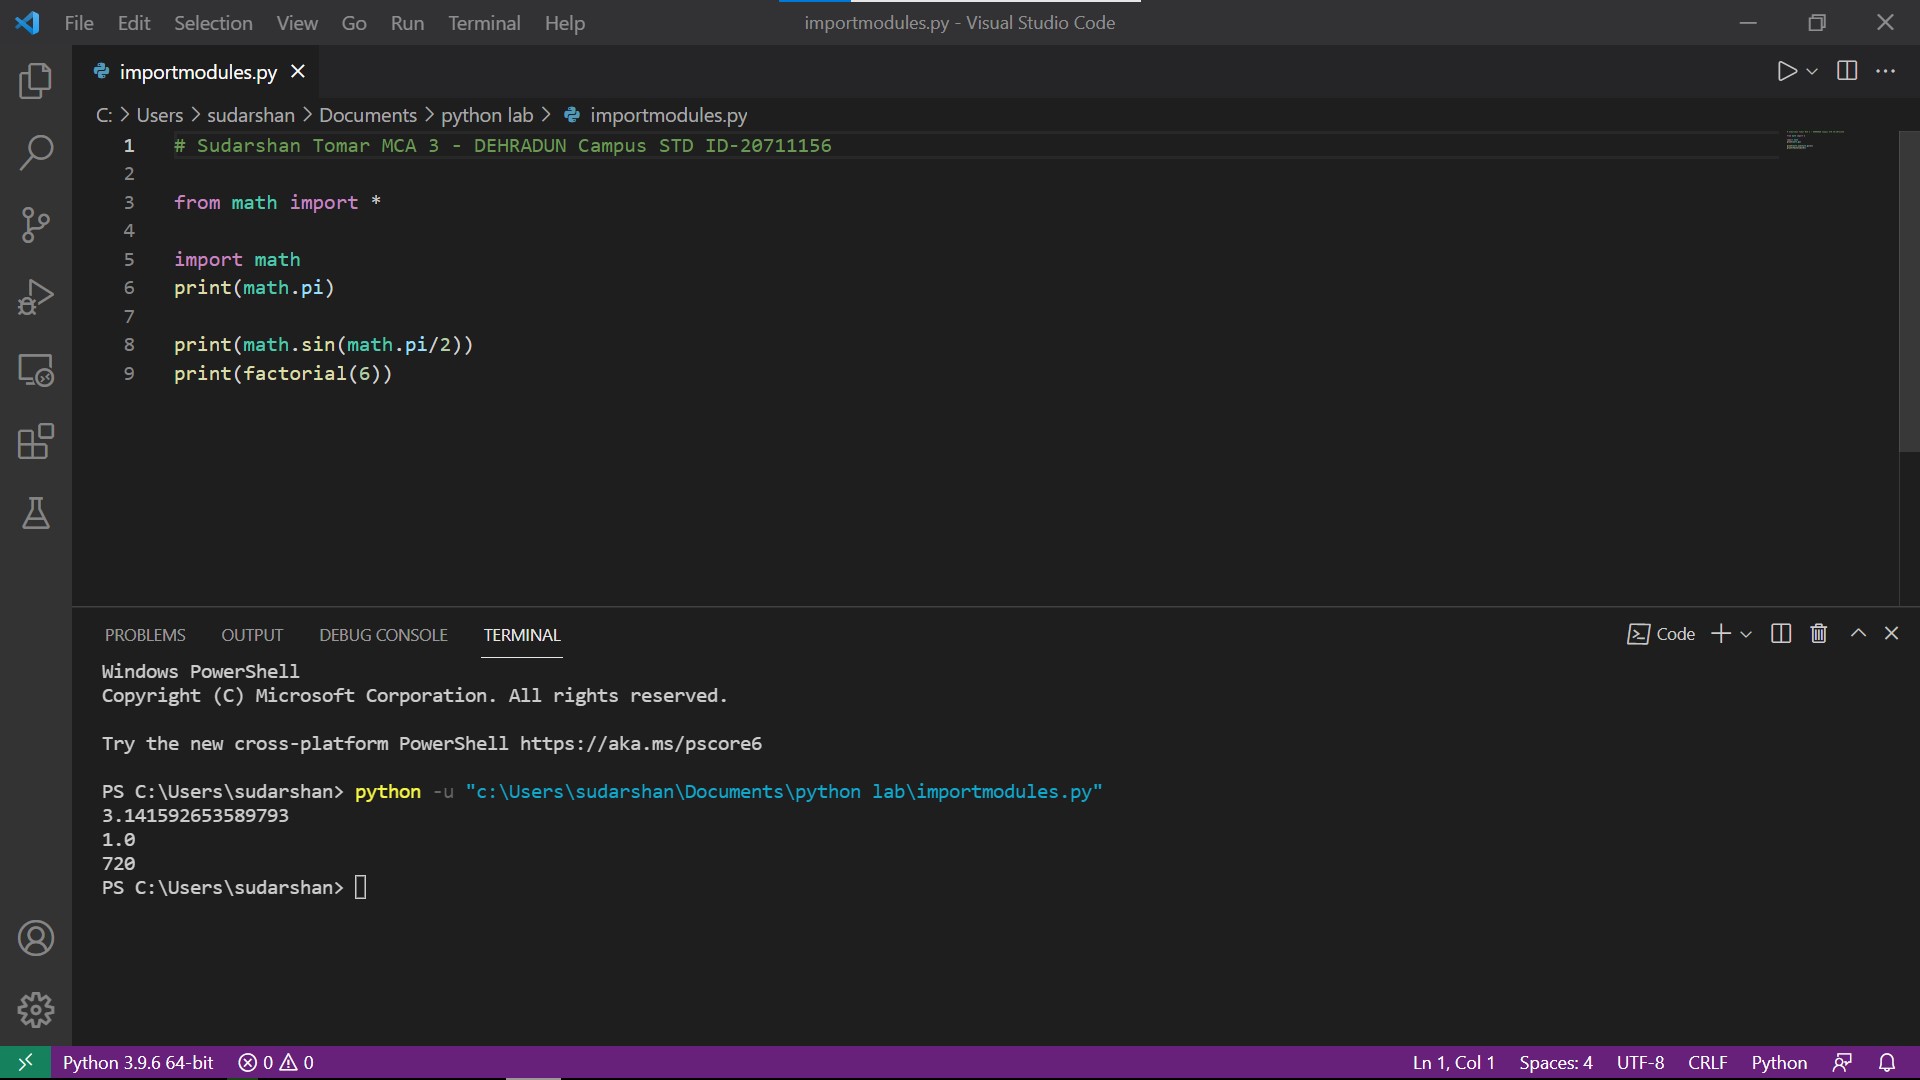 File Edit Selection View Go Run Terminal Help importmodules.py - Visual Studio Code
importmodules.py
C: > Users > sudarshan > Documents > python lab > importmodules.py
1 # Sudarshan Tomar MCA 3 - DEHRADUN Campus STD ID-20711156
2
3 from math import *
4
5 import math
6 print(math.pi)
7
8 print(math.sin(math.pi/2))
9 print(factorial(6))
PROBLEMS OUTPUT DEBUG CONSOLE TERMINAL Code
Windows PowerShell
Copyright (C) Microsoft Corporation. All rights reserved.
Try the new cross-platform PowerShell https://aka.ms/pscore6
PS C:\Users\sudarshan> python -u "c:\Users\sudarshan\Documents\python lab\importmodules.py"
3.141592653589793
1.0
720
PS C:\Users\sudarshan>
Python 3.9.6 64-bit 0 0 Ln 1, Col 1 Spaces: 4 UTF-8 CRLF Python